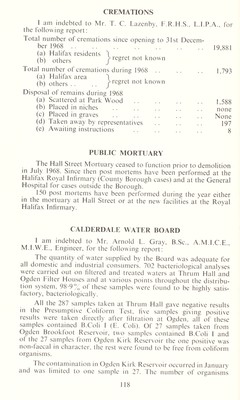 CREMATIONS
I am indebted to Mr. T. C. Lazenby, F.R.H.S., L.I.P.A., for
the following report:
Total number of cremations since opening to 31st Decem-
ber 1968 .. .. .. .. .. .. 19,881
(a) Halifax residents } regret not known
(b) others
Total number of cremations during 1968 .. .. .. 1,793
(a) Halifax area } regret not known
(b) others . .
Disposal of remains during 1968
(a) Scattered at Park Wood .. .. .. .. 1,588
(b) Placed in niches .. .. .. .. none
(c) Placed in graves .. .. .. .. None
(d) Taken away by representatives. .. .. .. 197
(e) Awaiting instructions .. .. .. .. 8
PUBLIC MORTUARY
The Hall Street Mortuary ceased to function prior to demolition
in July 1968. Since then post mortems have been performed at the
Halifax Royal Infirmary (County Borough cases) and at the General
Hospital for cases outside the Borough.
150 post mortems have been performed during the year either
in the mortuary at Hall Street or at the new facilities at the Royal
Halifax Infirmary.
CALDERDALE WATER BOARD
I am indebted to Mr. Arnold L. Gray, B.Sc., A.M.I.C.E.,
M.I.W.E., Engineer, for the following report:
The quantity of water supplied by the Board was adequate for
all domestic and industrial consumers. 702 bacteriological analyses
were carried out on filtered and treated waters at Thrum Hall and
Ogden Filter Houses and at various points throughout the distribu-
tion system, 98·9% of these samples were found to be highly satis-
factory, bacteriologically.
All the 287 samples taken at Thrum Hall gave negative results
in the Presumptive Coliform Test, five samples giving positive
results were taken directly after filtration at Ogden, all of these
samples contained B.Coli I (E. Coli). Of 27 samples taken from
Ogden Brookfoot Reservoir, two samples contained B.Coli I and
of the 27 samples from Ogden Kirk Reservoir the one positive was
non-faecal in character, the rest were found to be free from coliform
organisms.
The contamination in Ogden Kirk Reservoir occurred in January
and was limited to one sample in 27. The number of organisms
118